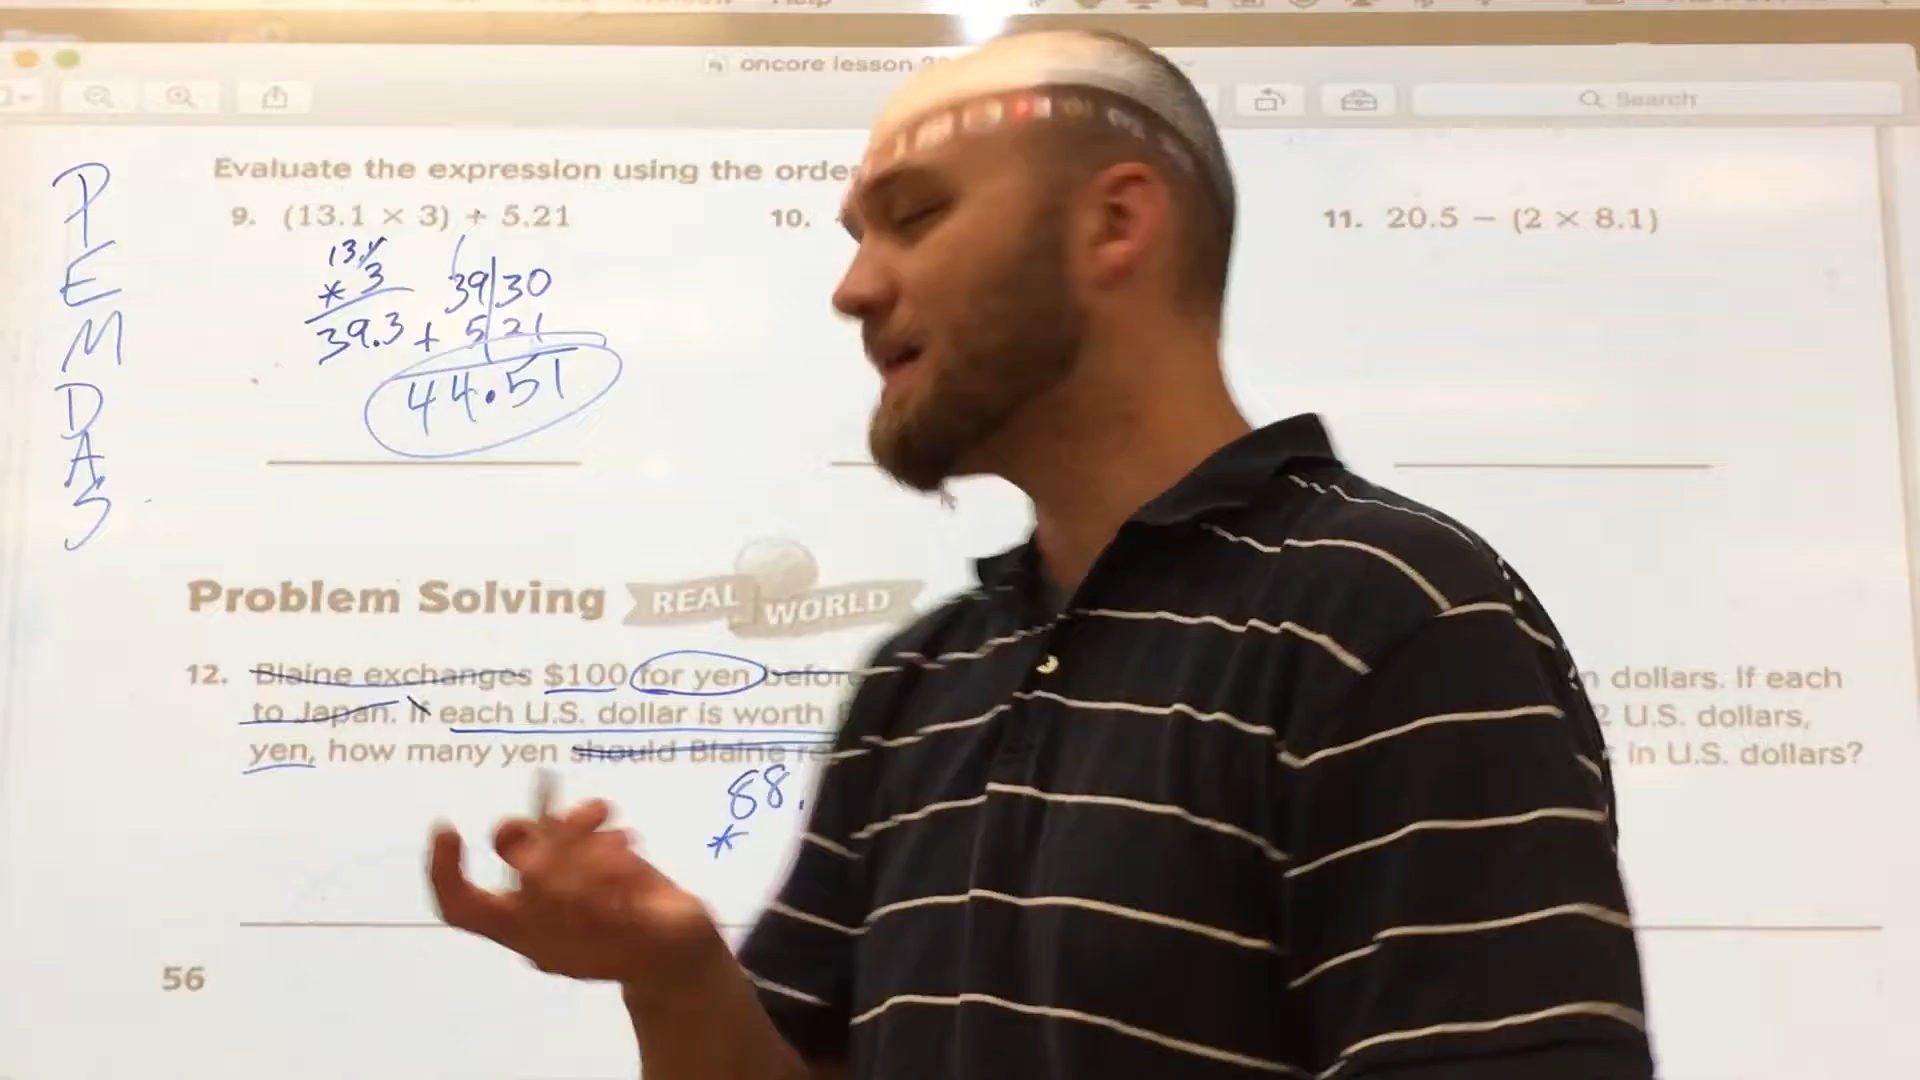 Help
oncore lesson
Search
Evaluate the expression using the order
9. (13.1 × 3) + 5.21
10.
11. 20.5 − (2 × 8.1)
P
E
M
D
A
S
13.1
* 3
39.3
39 30
+ 5 21
44.51
Problem Solving REAL WORLD
12. Blaine exchanges $100 for yen before
to Japan. If each U.S. dollar is worth
yen, how many yen should Blaine
dollars. If each
2 U.S. dollars,
in U.S. dollars?
88.
*
56